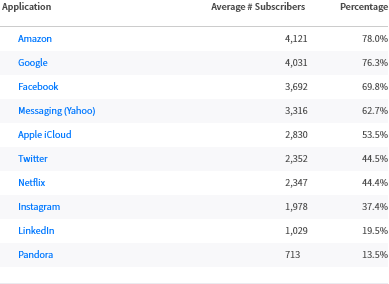 Application Average # Subscribers Percentage
Amazon 4,121 78.0%
Google 4,031 76.3%
Facebook 3,692 69.8%
Messaging (Yahoo) 3,316 62.7%
Apple iCloud 2,830 53.5%
Twitter 2,352 44.5%
Netflix 2,347 44.4%
Instagram 1,978 37.4%
LinkedIn 1,029 19.5%
Pandora 713 13.5%